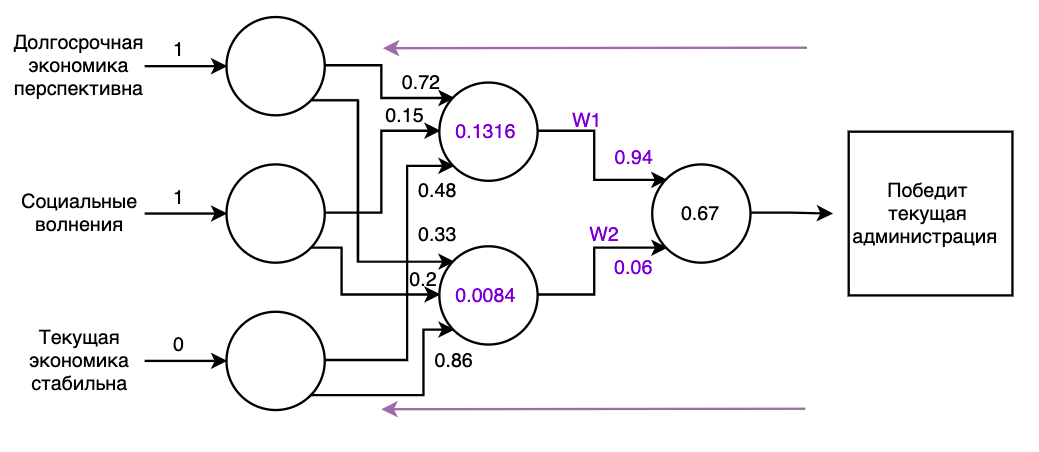 Долгосрочная
экономика
перспективна
1
0.72
0.15
0.1316
W1
0.94
0.48
Социальные
волнения
1
0.33
0.2
0.0084
W2
0.06
0.67
Победит
текущая
администрация
Текущая
экономика
стабильна
0
0.86